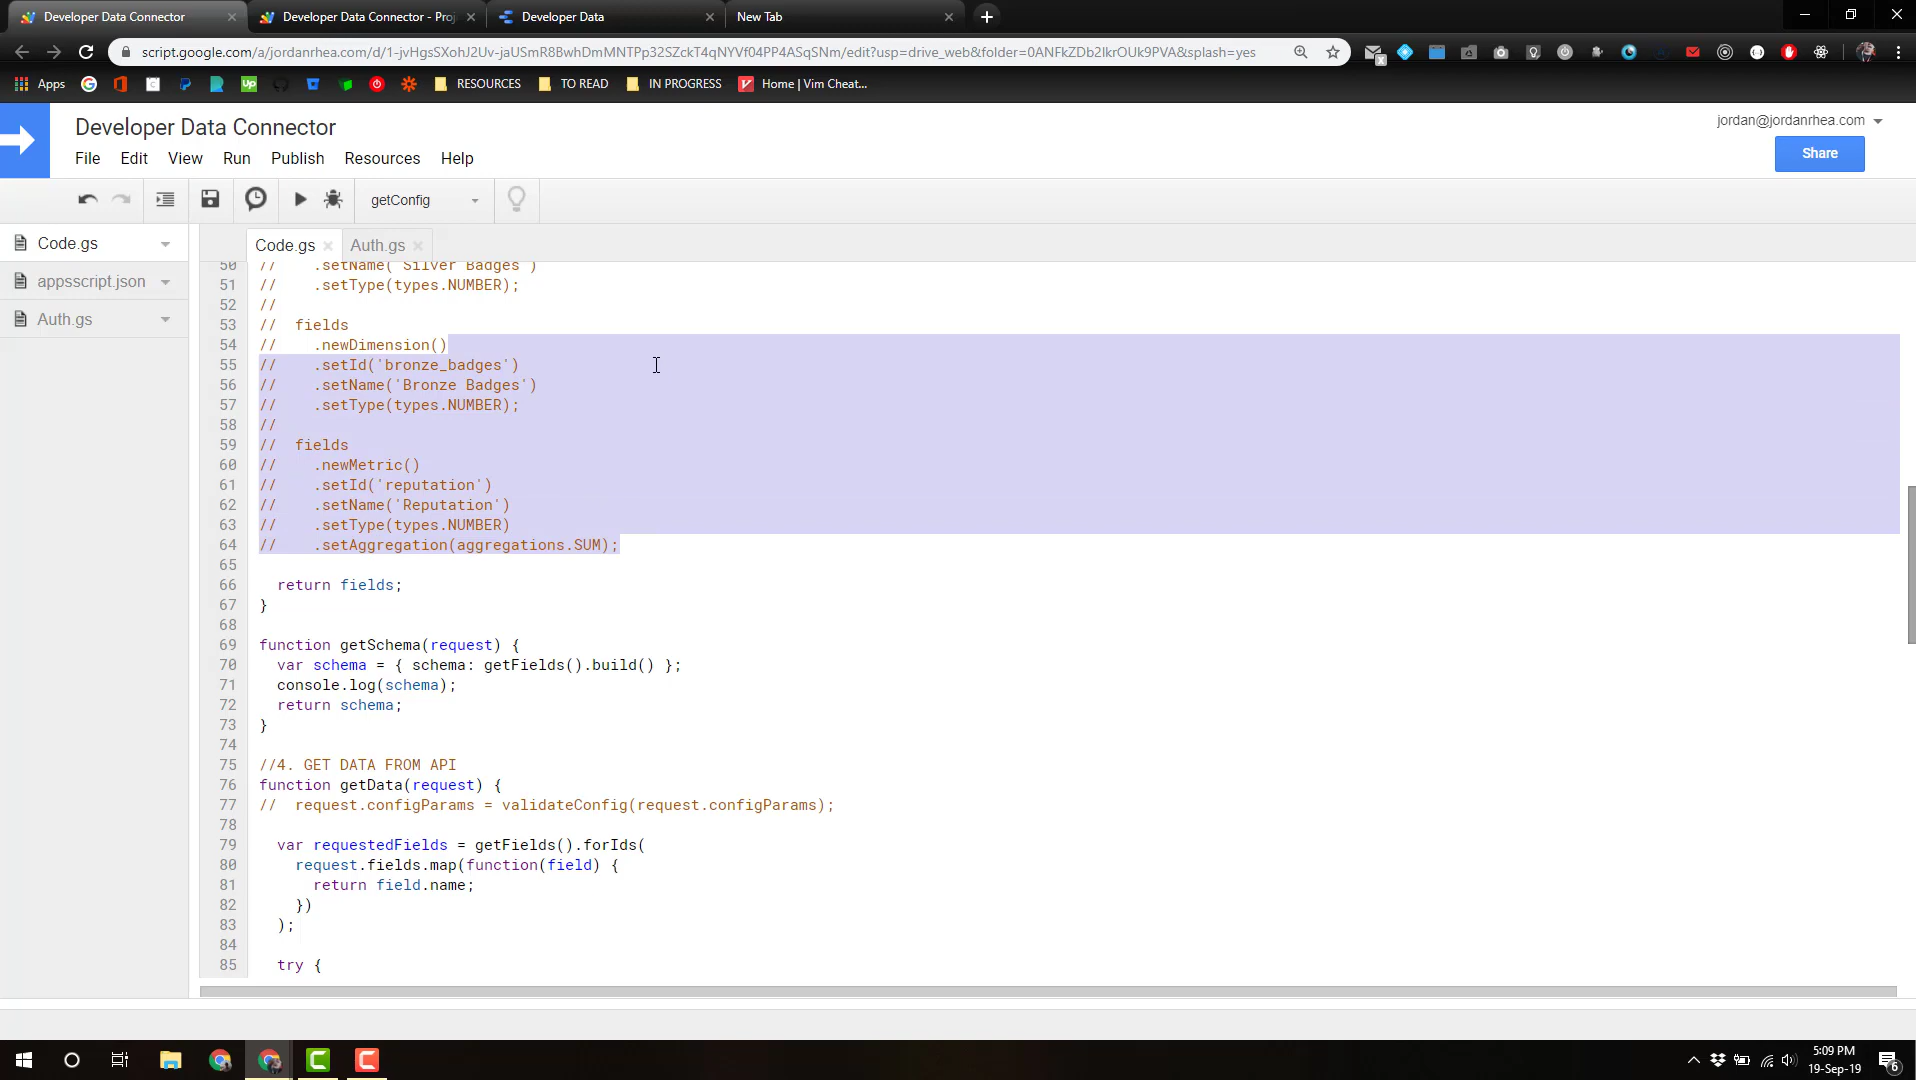 Developer Data Connector
Developer Data Connector - Proj
Developer Data
New Tab
script.google.com/a/jordanrhea.com/d/1-jvHgsSXohJ2Uv-jaUSmR8BwhDmMNTPp32SZckT4qNYVf04PP4ASqSNm/edit?usp=drive_web&folder=0ANFkZDb2IkrOUk9PVA&splash=yes
Apps
RESOURCES
TO READ
IN PROGRESS
Home | Vim Cheat...
Developer Data Connector
jordan@jordanrhea.com
File Edit View Run Publish Resources Help
Share
getConfig
Code.gs
appsscript.json
Auth.gs
Code.gs
Auth.gs
50 //    .setName('Silver Badges')
51 //    .setType(types.NUMBER);
52 //
53 //  fields
54 //    .newDimension()
55 //    .setId('bronze_badges')
56 //    .setName('Bronze Badges')
57 //    .setType(types.NUMBER);
58 //
59 //  fields
60 //    .newMetric()
61 //    .setId('reputation')
62 //    .setName('Reputation')
63 //    .setType(types.NUMBER)
64 //    .setAggregation(aggregations.SUM);
65
66   return fields;
67 }
68
69 function getSchema(request) {
70   var schema = { schema: getFields().build() };
71   console.log(schema);
72   return schema;
73 }
74
75 //4. GET DATA FROM API
76 function getData(request) {
77 //  request.configParams = validateConfig(request.configParams);
78
79   var requestedFields = getFields().forIds(
80     request.fields.map(function(field) {
81       return field.name;
82     })
83   );
84
85   try {
5:09 PM
19-Sep-19
6